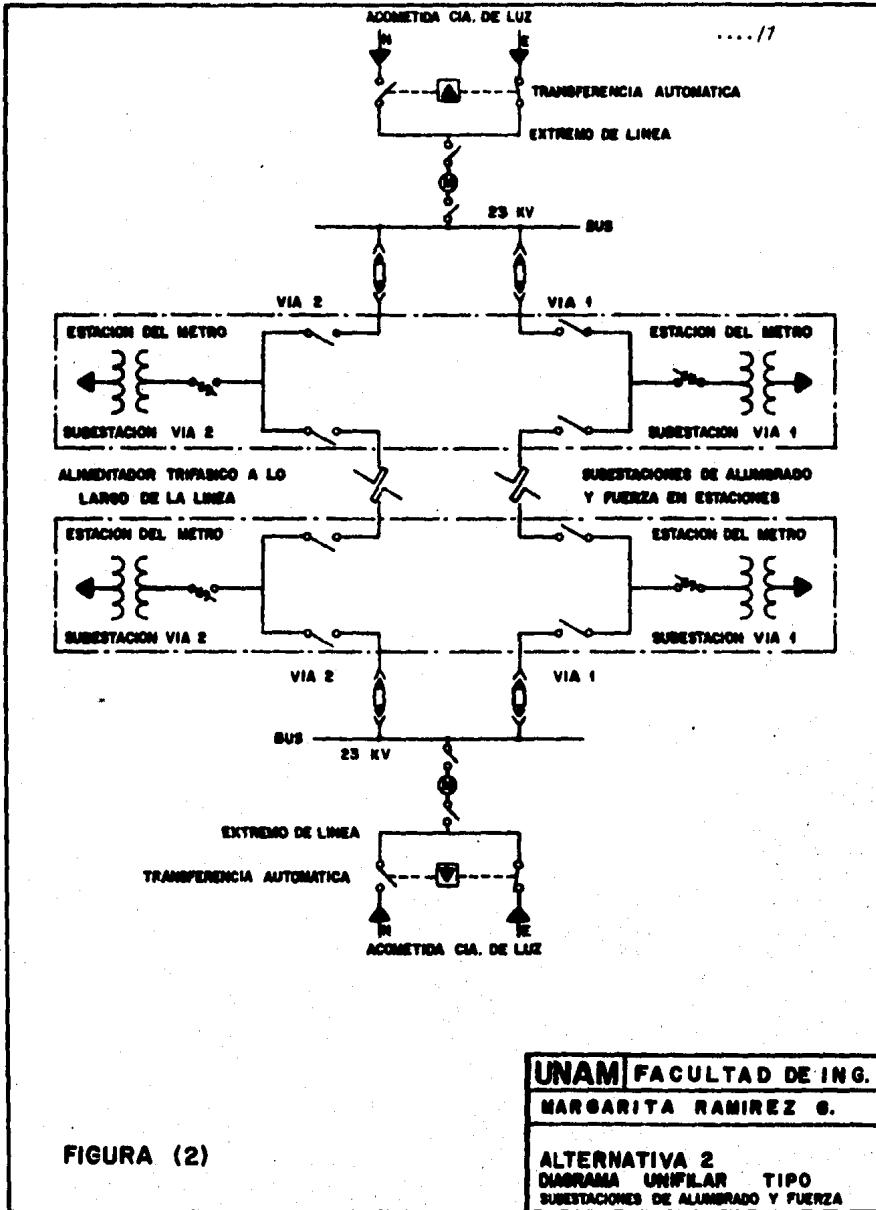 ACOMETIDA CIA. DE LUZ
..../1
N
E
TRANSFERENCIA AUTOMATICA
EXTREMO DE LINEA
M
23 KV
BUS
VIA 2
VIA 1
ESTACION DEL METRO
ESTACION DEL METRO
SUBESTACION VIA 2
SUBESTACION VIA 1
ALIMENTADOR TRIFASICO A LO
LARGO DE LA LINEA
SUBESTACIONES DE ALUMBRADO
Y FUERZA EN ESTACIONES
ESTACION DEL METRO
ESTACION DEL METRO
SUBESTACION VIA 2
SUBESTACION VIA 1
VIA 2
VIA 1
BUS
23 KV
M
EXTREMO DE LINEA
TRANSFERENCIA AUTOMATICA
N
E
ACOMETIDA CIA. DE LUZ
UNAM FACULTAD DE ING.
MARGARITA RAMIREZ G.
FIGURA (2)
ALTERNATIVA 2
DIAGRAMA UNIFILAR TIPO
SUBESTACIONES DE ALUMBRADO Y FUERZA